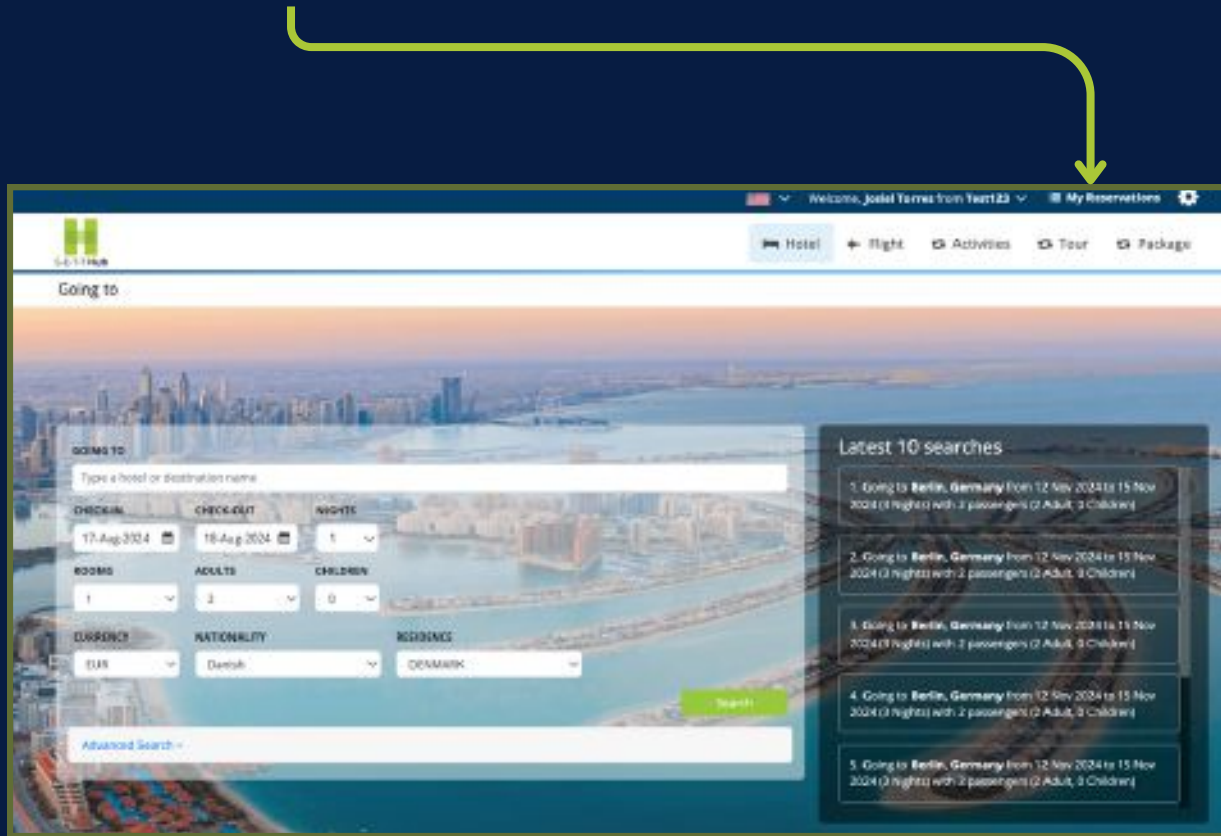 Welcome, Joelel Torres from Test123
My Reservations
Hotel
Flight
Activities
Tour
Package
Going to
GOING TO
Type a hotel or destination name
CHECK-IN
CHECK-OUT
NIGHTS
17-Aug-2024
18-Aug-2024
1
ROOMS
ADULTS
CHILDREN
1
2
0
CURRENCY
NATIONALITY
RESIDENCE
EUR
Danish
DENMARK
Search
Advanced Search
Latest 10 searches
1. Going to Berlin, Germany from 12 Nov 2024 to 15 Nov
2024 (3 Nights) with 2 passengers (2 Adult, 0 Children)
2. Going to Berlin, Germany from 12 Nov 2024 to 15 Nov
2024 (3 Nights) with 2 passengers (2 Adult, 0 Children)
3. Going to Berlin, Germany from 12 Nov 2024 to 15 Nov
2024 (3 Nights) with 2 passengers (2 Adult, 0 Children)
4. Going to Berlin, Germany from 12 Nov 2024 to 15 Nov
2024 (3 Nights) with 2 passengers (2 Adult, 0 Children)
5. Going to Berlin, Germany from 12 Nov 2024 to 15 Nov
2024 (3 Nights) with 2 passengers (2 Adult, 0 Children)